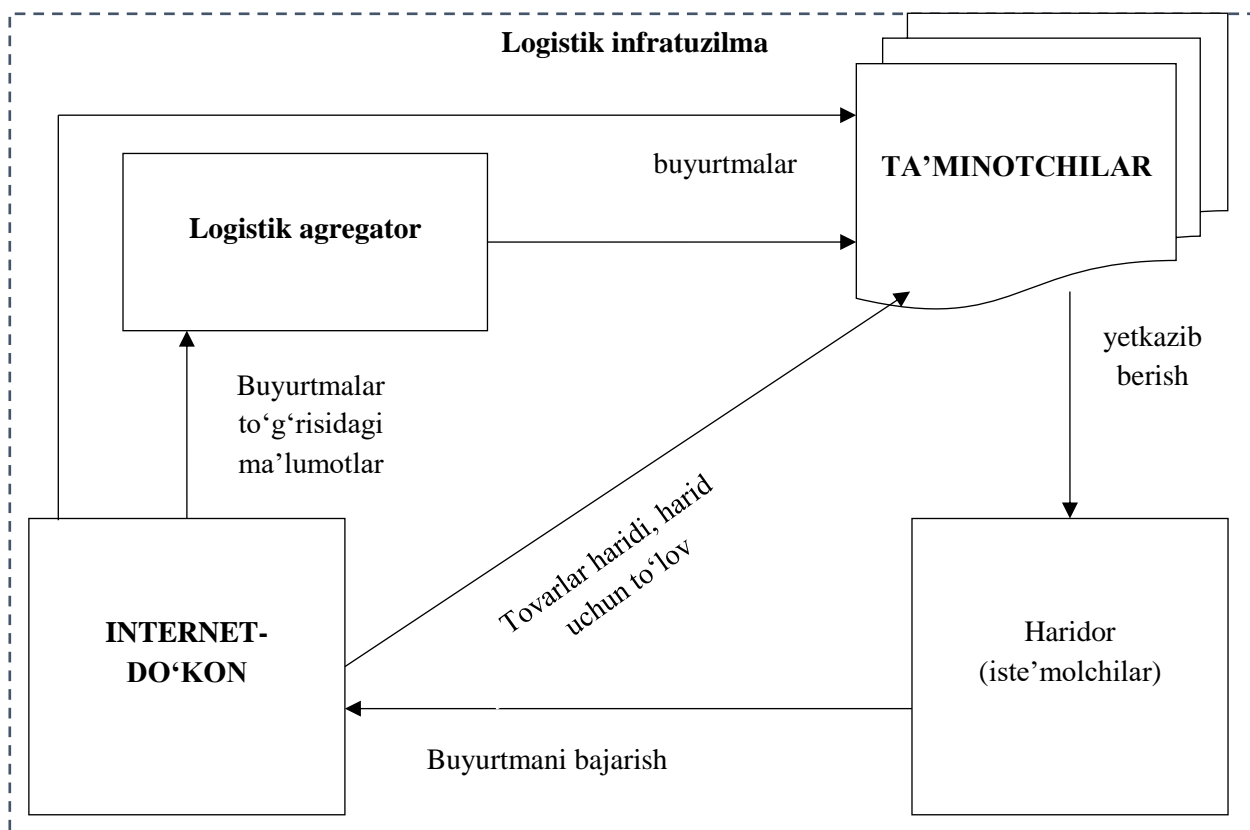 Logistik infratuzilma
buyurtmalar
TA’MINOTCHILAR
Logistik agregator
yetkazib
berish
Buyurtmalar
to‘g‘risidagi
ma’lumotlar
Tovarlar haridi, harid
uchun to‘lov
INTERNET-
DO‘KON
Haridor
(iste’molchilar)
Buyurtmani bajarish